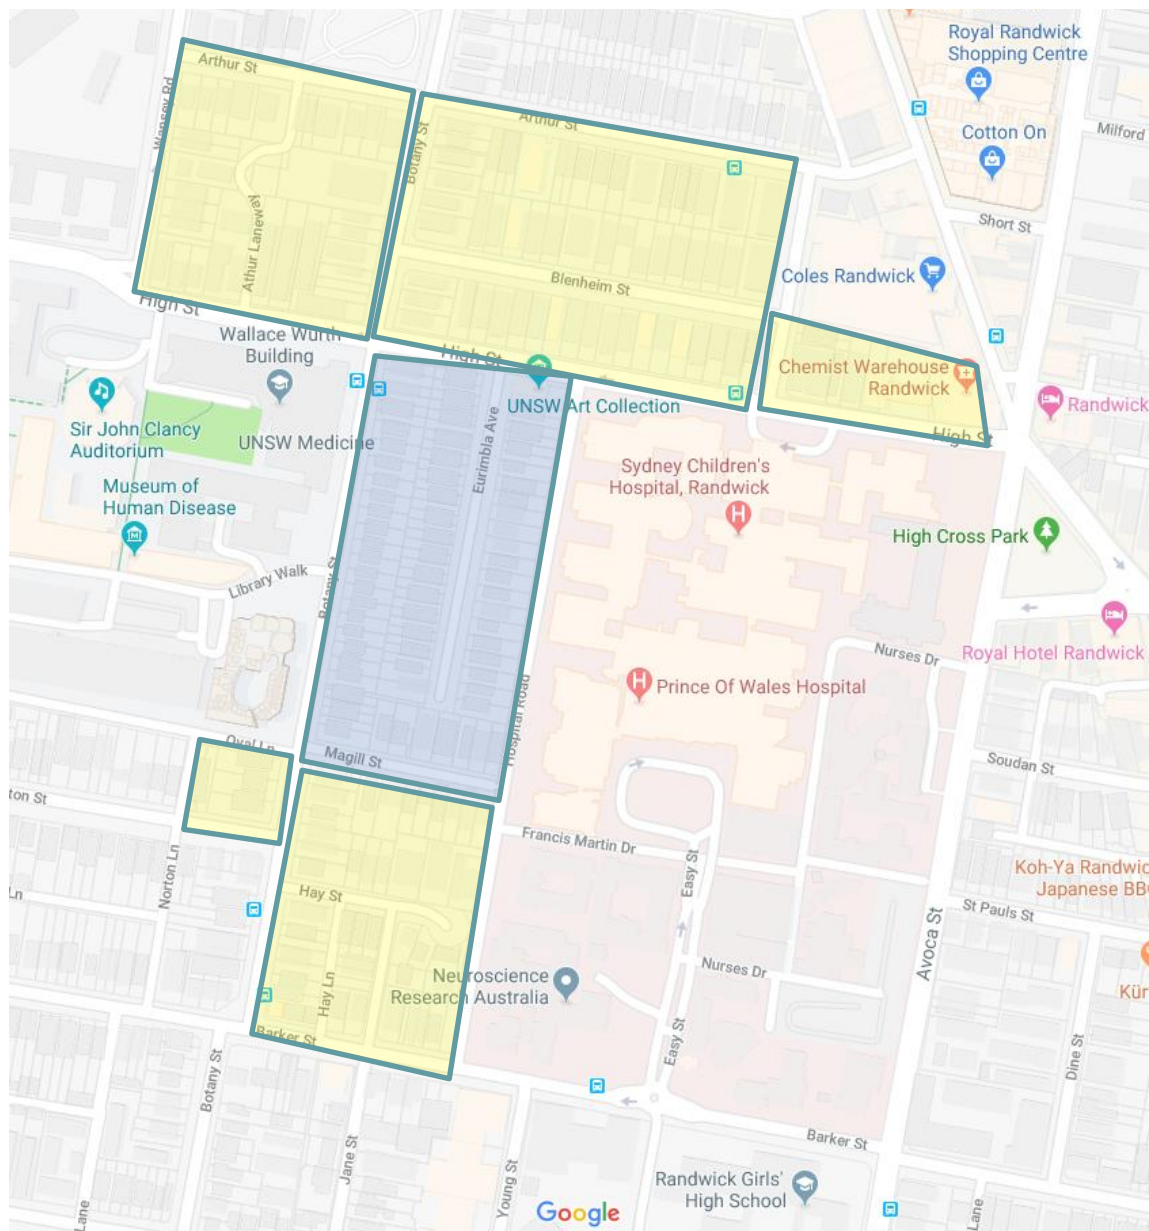 Royal Randwick
Shopping Centre
Arthur St
Wansey Rd
Cotton On
Arthur St
Milford
Botany St
Short St
Athur Laneway
Blenheim St
Coles Randwick
High St
Wallace Wurth
Building
High St
Chemist Warehouse
Randwick
UNSW Art Collection
Randwick
Sir John Clancy
Auditorium
UNSW Medicine
Eurimbla Ave
High St
Sydney Children's
Hospital, Randwick
Museum of
Human Disease
High Cross Park
Library Walk
Botany St
Nurses Dr
Royal Hotel Randwick
Prince Of Wales Hospital
Hospital Road
Oval Ln
Magill St
Soudan St
ton St
Francis Martin Dr
Easy St
Koh-Ya Randwic
Japanese BB
Norton Ln
Ln
Hay St
St Pauls St
Avoca St
Hay Ln
Neuroscience
Research Australia
Nurses Dr
Kür
Barker St
Easy St
Botany St
Dine St
Barker St
Jane St
Young St
Randwick Girls'
High School
Lane
Lane
Google